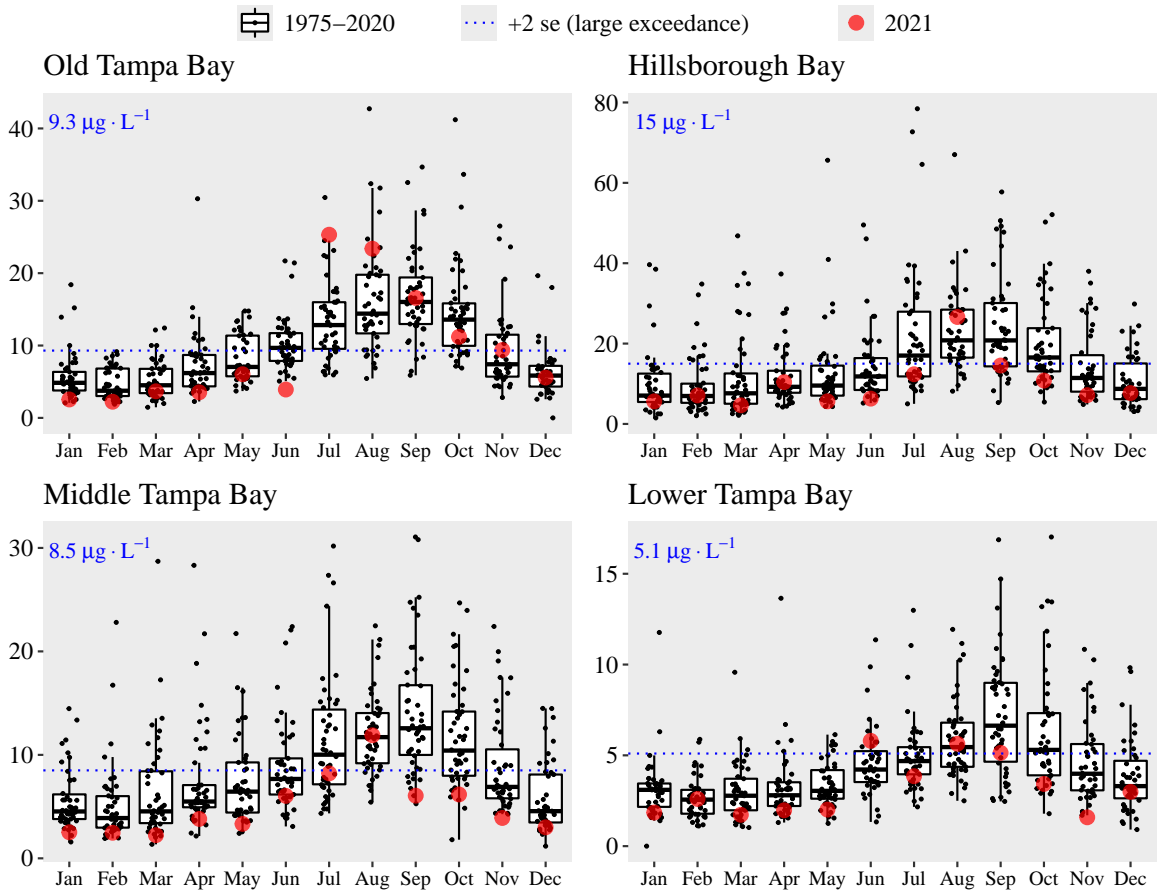 1975–2020 +2 se (large exceedance) 2021
Old Tampa Bay
9.3 μg · L⁻¹
40
30
20
10
0
Jan Feb Mar Apr May Jun Jul Aug Sep Oct Nov Dec
Hillsborough Bay
15 μg · L⁻¹
80
60
40
20
0
Jan Feb Mar Apr May Jun Jul Aug Sep Oct Nov Dec
Middle Tampa Bay
8.5 μg · L⁻¹
30
20
10
0
Jan Feb Mar Apr May Jun Jul Aug Sep Oct Nov Dec
Lower Tampa Bay
5.1 μg · L⁻¹
15
10
5
0
Jan Feb Mar Apr May Jun Jul Aug Sep Oct Nov Dec